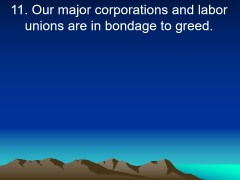 11. Our major corporations and labor
unions are in bondage to greed.